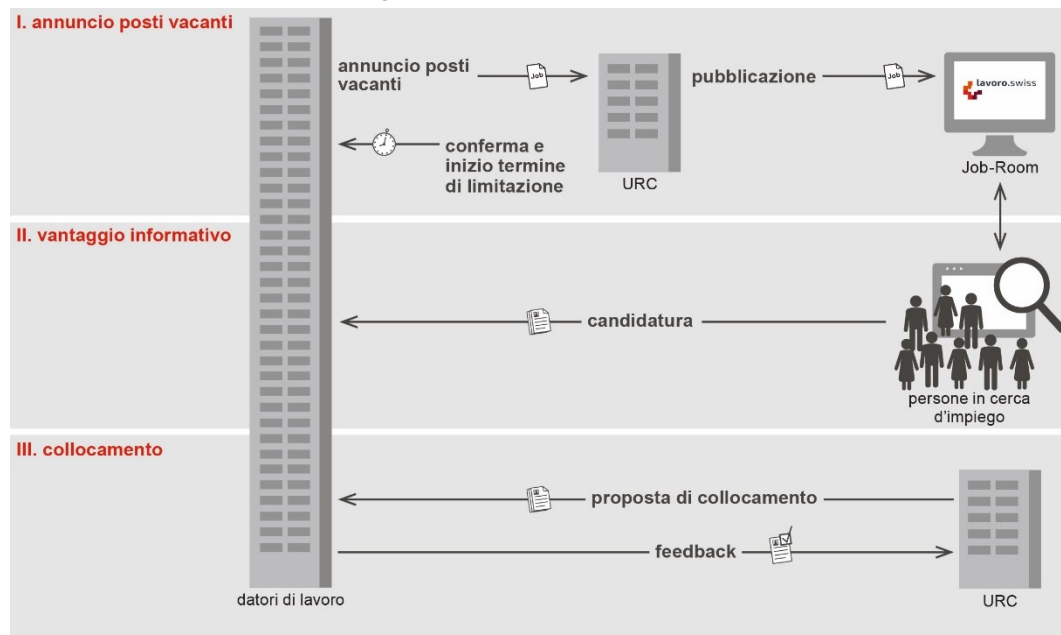 I. annuncio posti vacanti
annuncio posti
vacanti
Job
pubblicazione
Job
lavoro.swiss
conferma e
inizio termine
di limitazione
URC
Job-Room
II. vantaggio informativo
candidatura
persone in cerca
d'impiego
III. collocamento
proposta di collocamento
feedback
datori di lavoro
URC